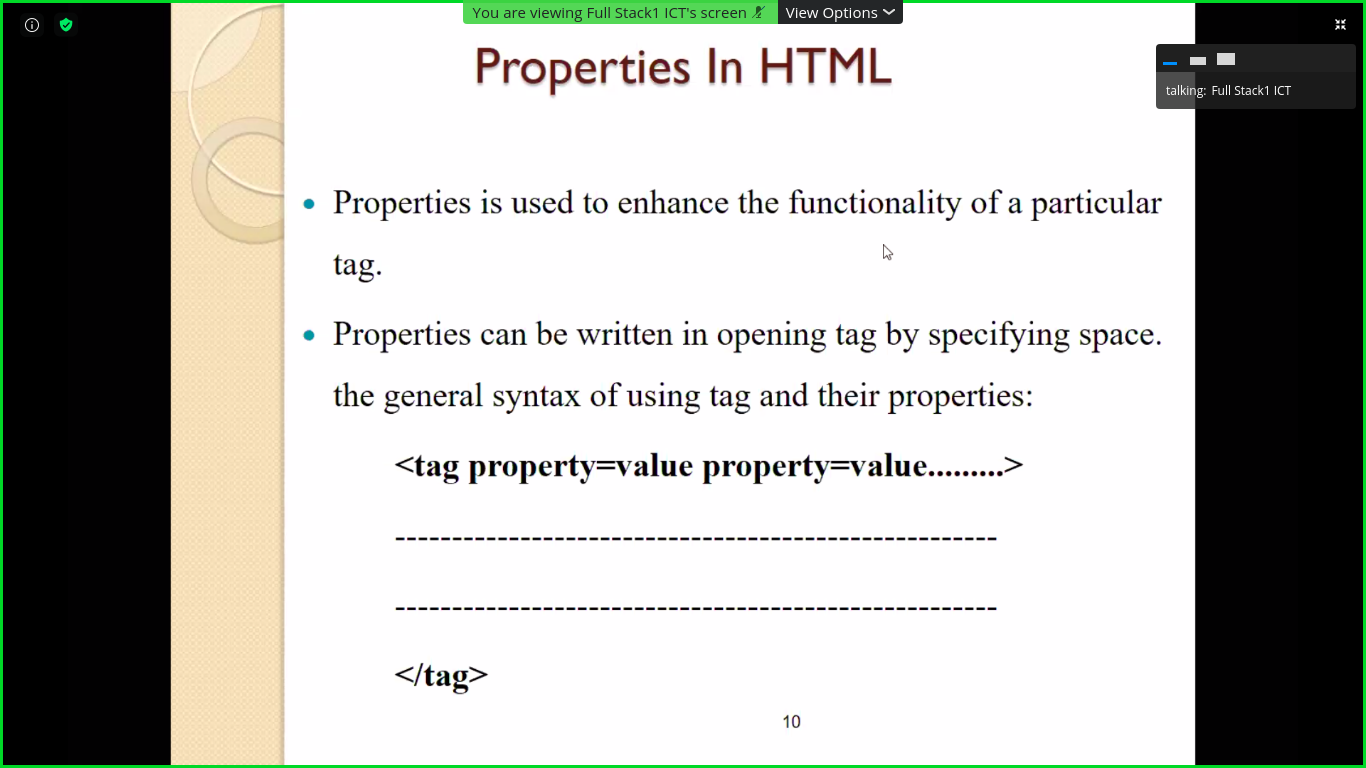 You are viewing Full Stack1 ICT's screen
View Options
talking: Full Stack1 ICT
Properties In HTML
• Properties is used to enhance the functionality of a particular
tag.
• Properties can be written in opening tag by specifying space.
the general syntax of using tag and their properties:
<tag property=value property=value.........>
-----------------------------------------------------
-----------------------------------------------------
</tag>
10